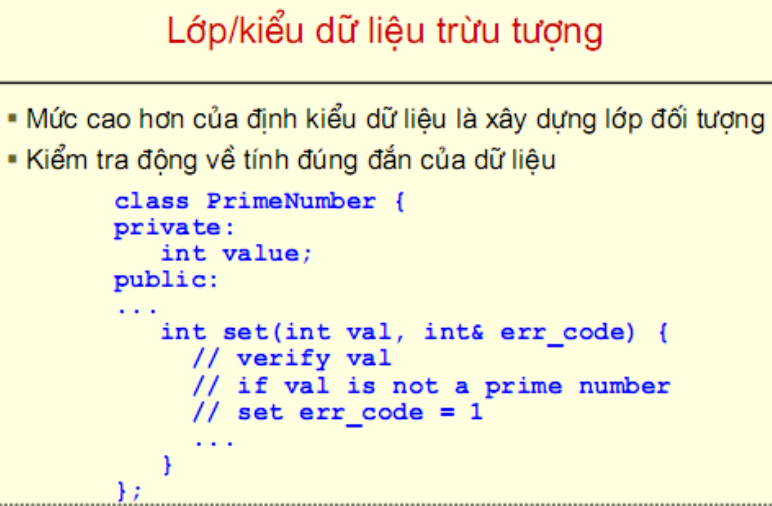 Lớp/kiểu dữ liệu trừu tượng
▪ Mức cao hơn của định kiểu dữ liệu là xây dựng lớp đối tượng
▪ Kiểm tra động về tính đúng đắn của dữ liệu
class PrimeNumber {
private:
   int value;
public:
...
   int set(int val, int& err_code) {
     // verify val
     // if val is not a prime number
     // set err_code = 1
     ...
   }
};